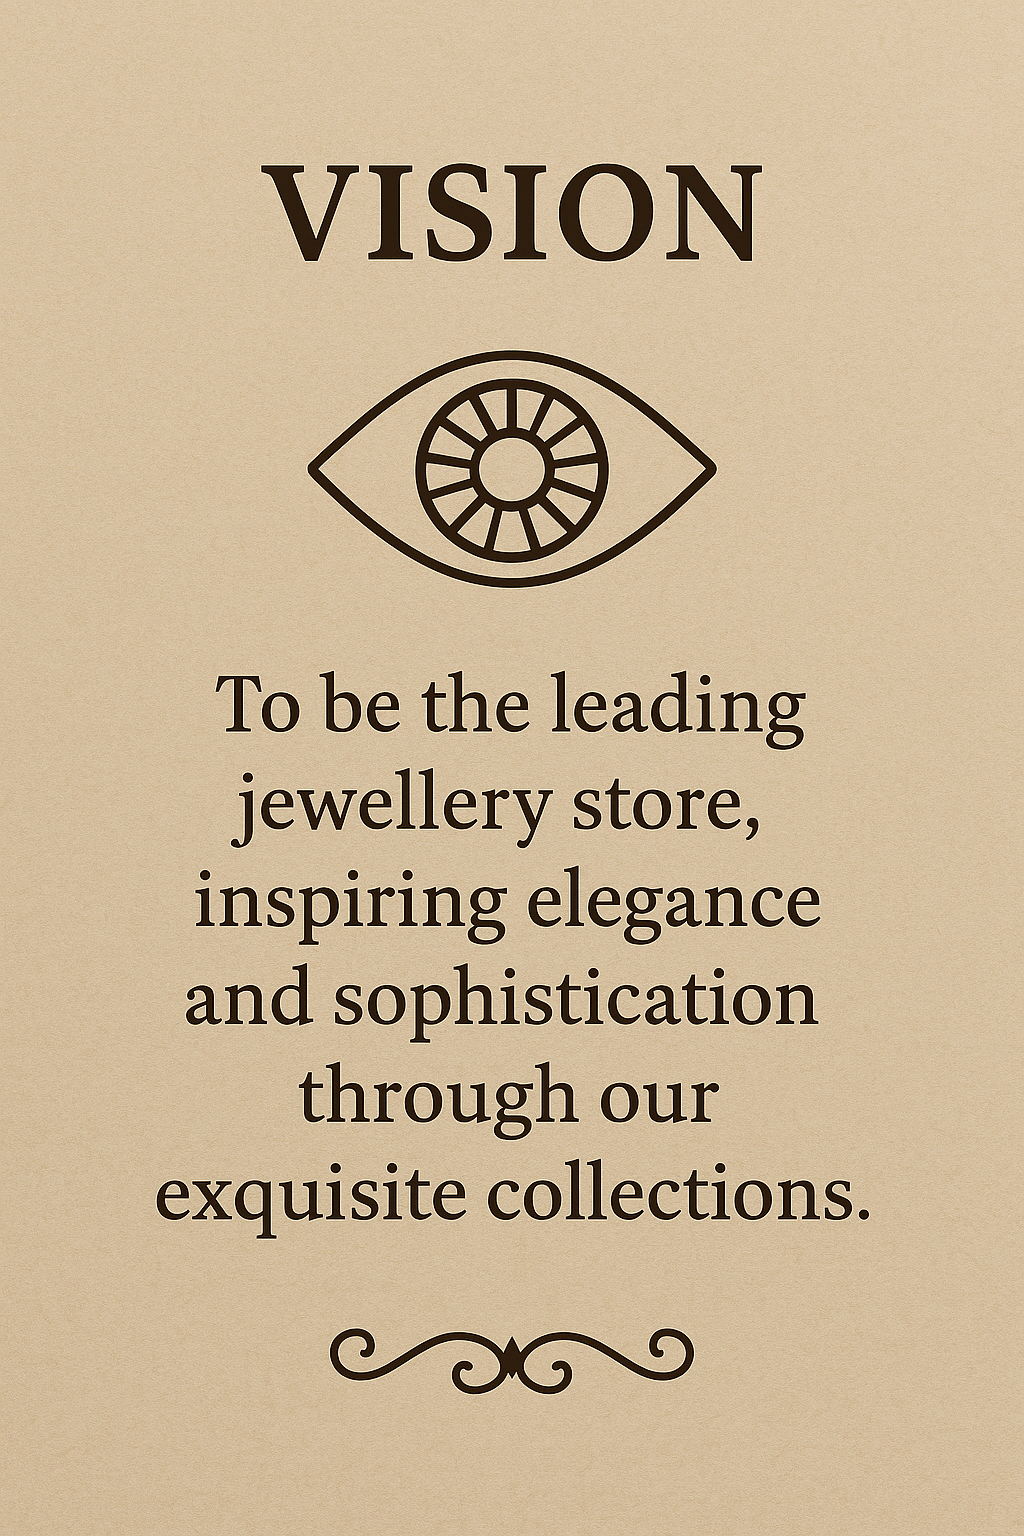 VISION
To be the leading
jewellery store,
inspiring elegance
and sophistication
through our
exquisite collections.